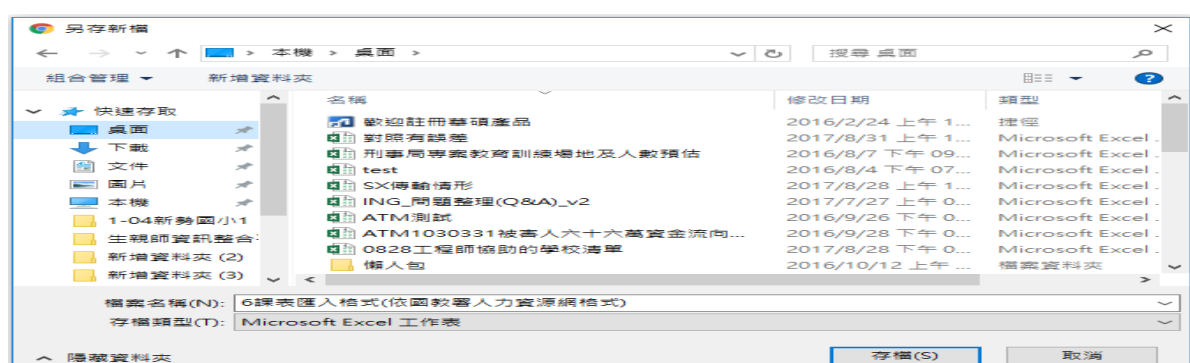 另存新檔
本機 > 桌面 >
搜尋 桌面
組合管理 新增資料夾
名稱 修改日期 類型
快速存取
桌面
下載
文件
圖片
本機
1-04新勢國小1
生親師資訊整合
新增資料夾 (2)
新增資料夾 (3)
歡迎註冊華碩產品 2016/2/24 上午 1... 捷徑
對照有誤差 2017/8/31 上午 1... Microsoft Excel .
刑事局專案教育訓練場地及人數預估 2016/8/7 下午 09... Microsoft Excel .
test 2016/8/4 下午 07... Microsoft Excel .
SX傳輸情形 2017/8/28 上午 1... Microsoft Excel .
ING_問題整理(Q&A)_v2 2017/7/27 上午 0... Microsoft Excel .
ATM測試 2016/9/26 下午 0... Microsoft Excel .
ATM1030331被害人六十六萬資金流向... 2016/9/28 下午 0... Microsoft Excel .
0828工程師協助的學校清單 2017/8/28 下午 0... Microsoft Excel .
懶人包 2016/10/12 上午 ... 檔案資料夾
檔案名稱(N): 6課表匯入格式(依國教署人力資源網格式)
存檔類型(T): Microsoft Excel 工作表
隱藏資料夾 存檔(S) 取消